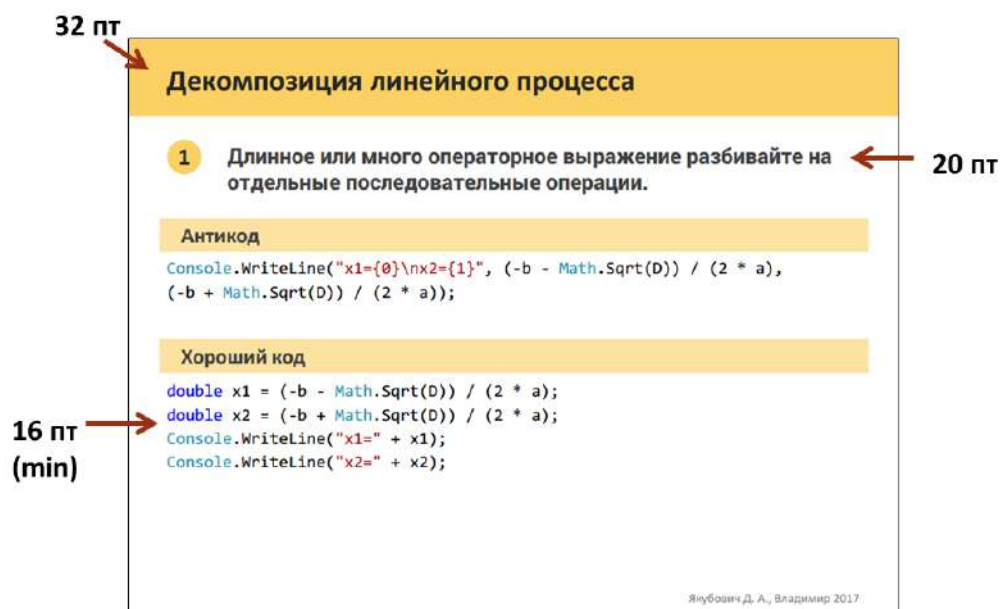 32 пт
Декомпозиция линейного процесса
1 Длинное или много операторное выражение разбивайте на
отдельные последовательные операции.
20 пт
Антикод
Console.WriteLine("x1={0}\nx2={1}", (-b - Math.Sqrt(D)) / (2 * a),
(-b + Math.Sqrt(D)) / (2 * a));
Хороший код
double x1 = (-b - Math.Sqrt(D)) / (2 * a);
double x2 = (-b + Math.Sqrt(D)) / (2 * a);
Console.WriteLine("x1=" + x1);
Console.WriteLine("x2=" + x2);
16 пт
(min)
Якубович Д. А., Владимир 2017